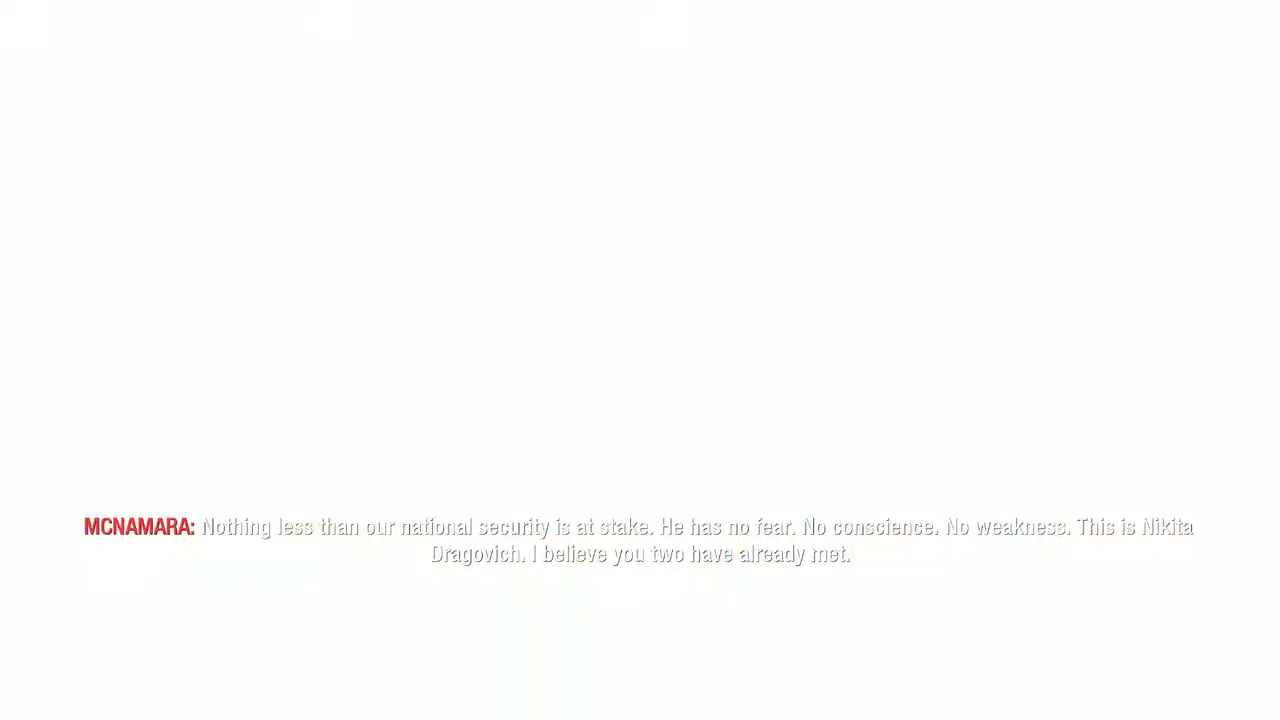 MCNAMARA: Nothing less than our national security is at stake. He has no fear. No conscience. No weakness. This is Nikita
Dragovich. I believe you two have already met.